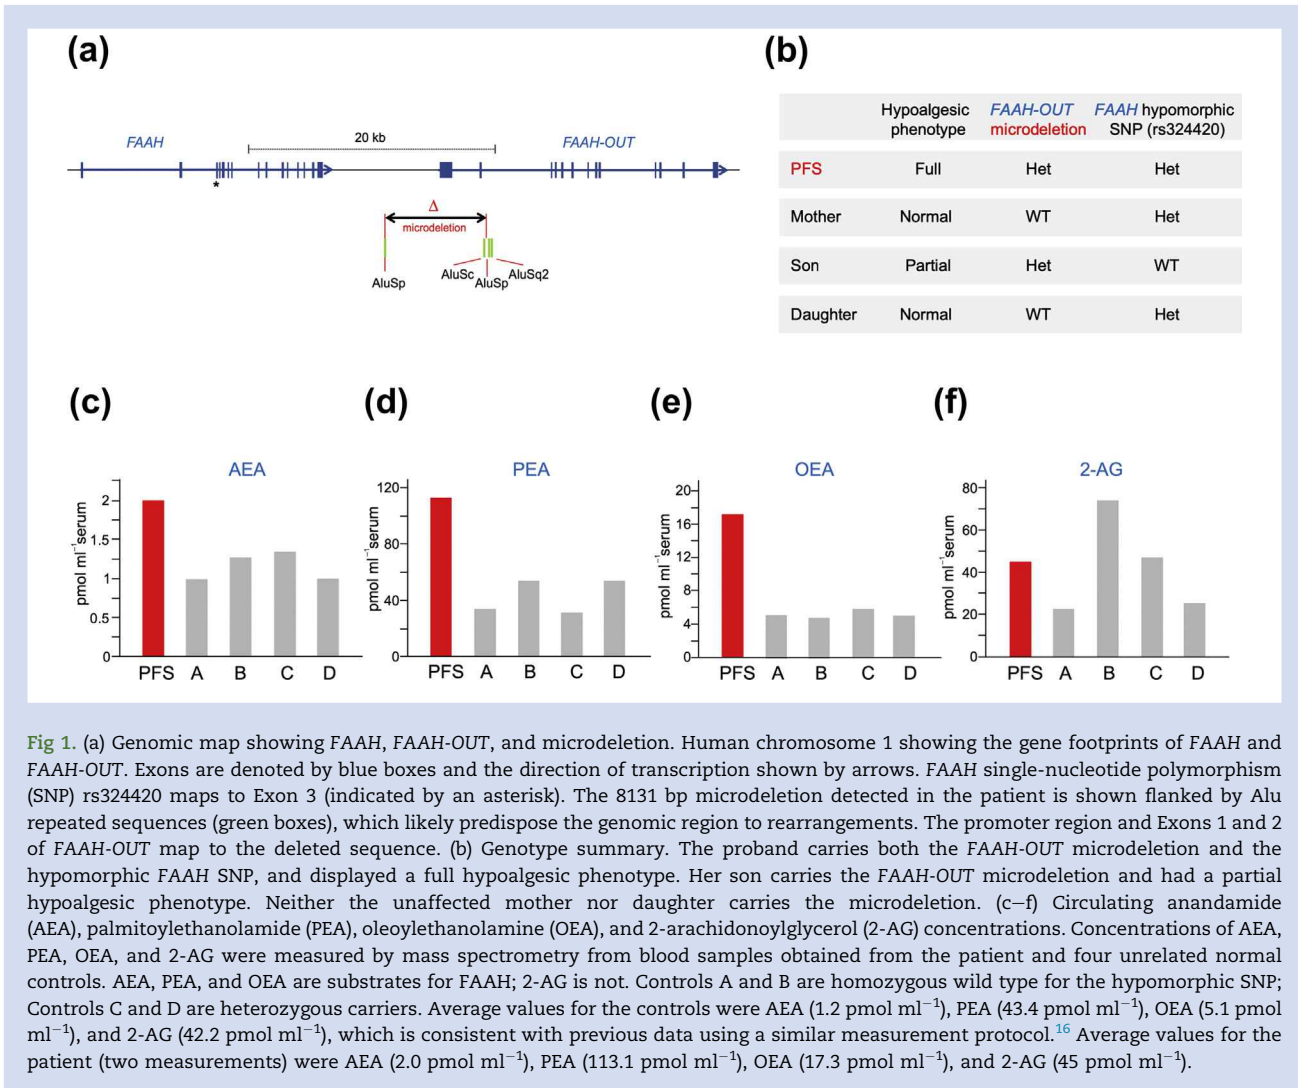 (a)
FAAH
20 kb
FAAH-OUT
*
Δ
microdeletion
AluSp
AluSc
AluSp
AluSq2
(b)
Hypoalgesic phenotype FAAH-OUT microdeletion FAAH hypomorphic SNP (rs324420)
PFS Full Het Het
Mother Normal WT Het
Son Partial Het WT
Daughter Normal WT Het
(c)
AEA
pmol ml⁻¹serum
2
1.5
1
0.5
0
PFS A B C D
(d)
PEA
pmol ml⁻¹serum
120
80
40
0
PFS A B C D
(e)
OEA
pmol ml⁻¹serum
20
16
12
8
4
0
PFS A B C D
(f)
2-AG
pmol ml⁻¹serum
80
60
40
20
0
PFS A B C D
Fig 1. (a) Genomic map showing FAAH, FAAH-OUT, and microdeletion. Human chromosome 1 showing the gene footprints of FAAH and
FAAH-OUT. Exons are denoted by blue boxes and the direction of transcription shown by arrows. FAAH single-nucleotide polymorphism
(SNP) rs324420 maps to Exon 3 (indicated by an asterisk). The 8131 bp microdeletion detected in the patient is shown flanked by Alu
repeated sequences (green boxes), which likely predispose the genomic region to rearrangements. The promoter region and Exons 1 and 2
of FAAH-OUT map to the deleted sequence. (b) Genotype summary. The proband carries both the FAAH-OUT microdeletion and the
hypomorphic FAAH SNP, and displayed a full hypoalgesic phenotype. Her son carries the FAAH-OUT microdeletion and had a partial
hypoalgesic phenotype. Neither the unaffected mother nor daughter carries the microdeletion. (c–f) Circulating anandamide
(AEA), palmitoylethanolamide (PEA), oleoylethanolamine (OEA), and 2-arachidonoylglycerol (2-AG) concentrations. Concentrations of AEA,
PEA, OEA, and 2-AG were measured by mass spectrometry from blood samples obtained from the patient and four unrelated normal
controls. AEA, PEA, and OEA are substrates for FAAH; 2-AG is not. Controls A and B are homozygous wild type for the hypomorphic SNP;
Controls C and D are heterozygous carriers. Average values for the controls were AEA (1.2 pmol ml⁻¹), PEA (43.4 pmol ml⁻¹), OEA (5.1 pmol
ml⁻¹), and 2-AG (42.2 pmol ml⁻¹), which is consistent with previous data using a similar measurement protocol.¹⁶ Average values for the
patient (two measurements) were AEA (2.0 pmol ml⁻¹), PEA (113.1 pmol ml⁻¹), OEA (17.3 pmol ml⁻¹), and 2-AG (45 pmol ml⁻¹).